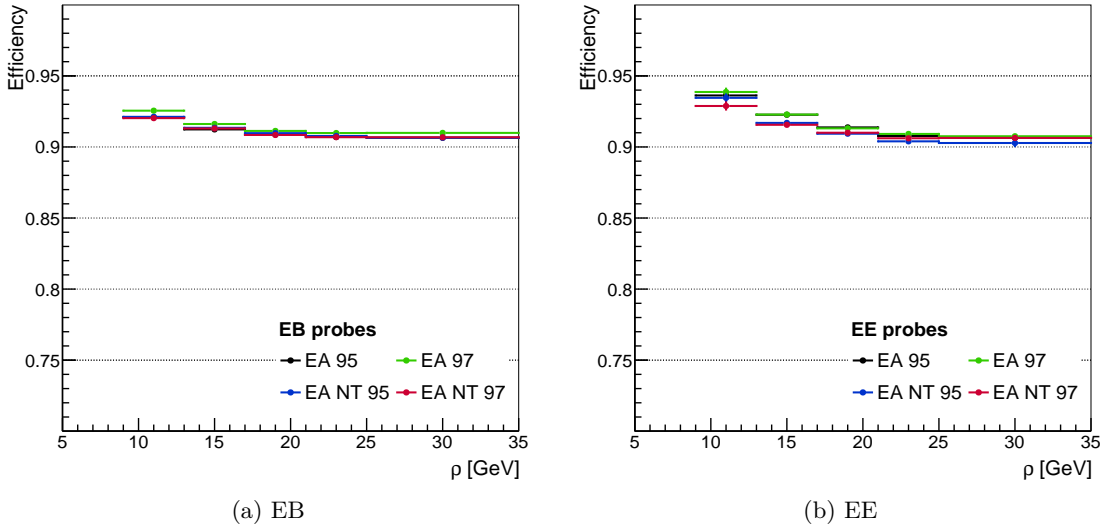 Efficiency
0.95
0.9
0.85
0.8
0.75
EB probes
EA 95
EA 97
EA NT 95
EA NT 97
5
10
15
20
25
30
35
ρ [GeV]
(a) EB
Efficiency
0.95
0.9
0.85
0.8
0.75
EE probes
EA 95
EA 97
EA NT 95
EA NT 97
5
10
15
20
25
30
35
ρ [GeV]
(b) EE